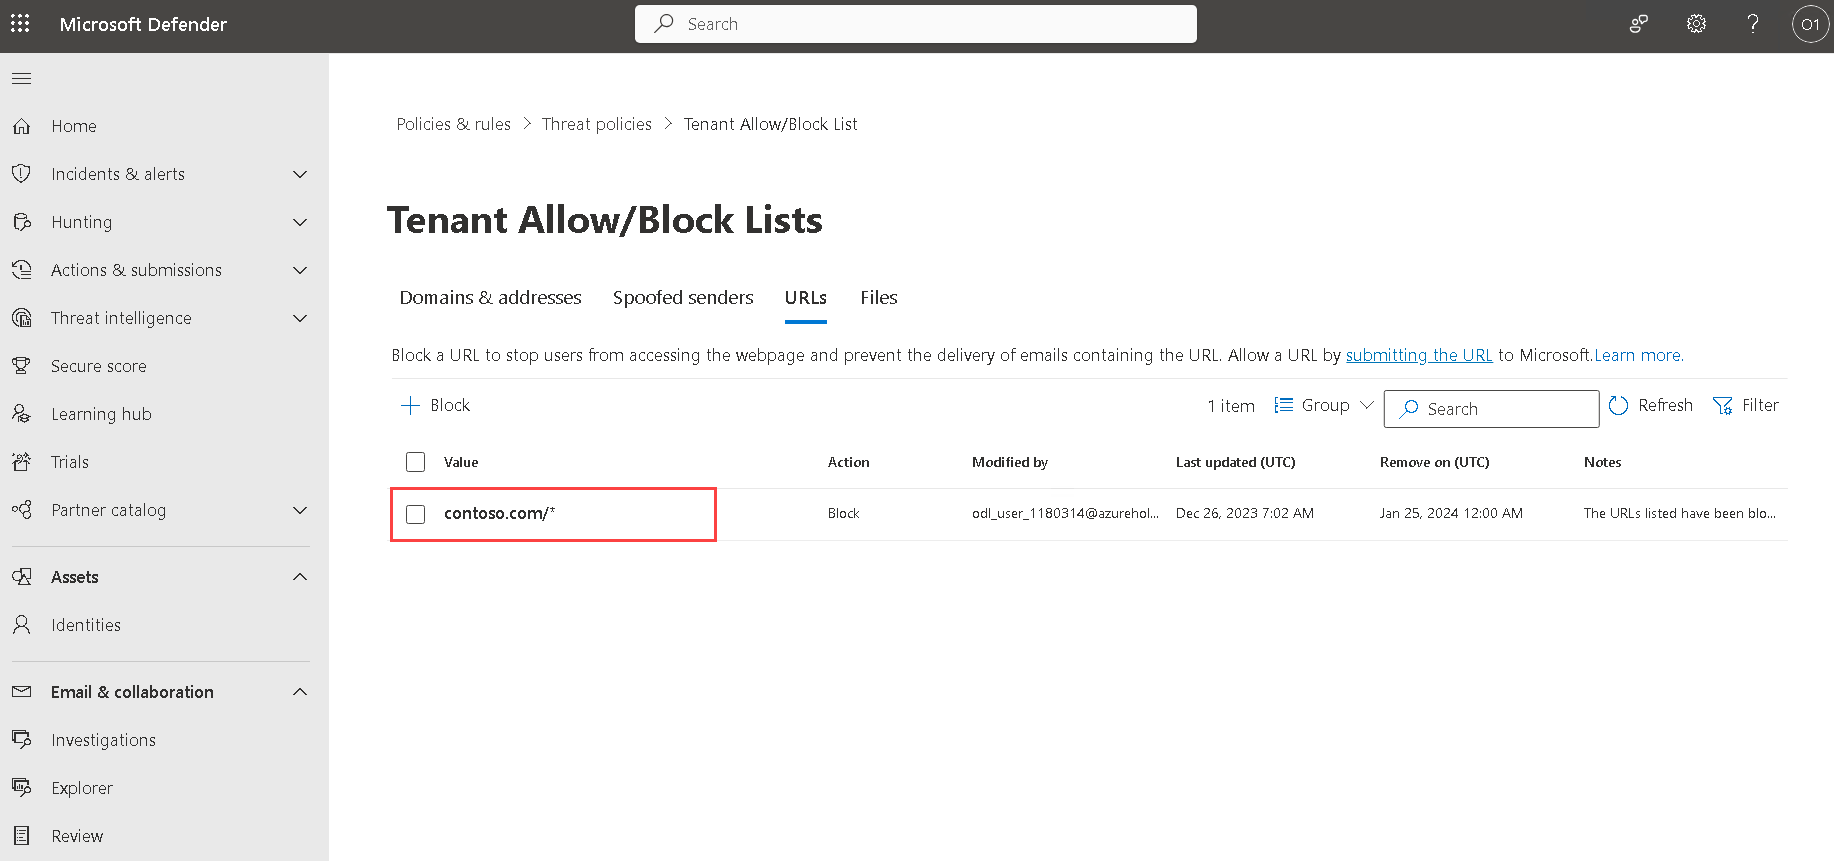 Microsoft Defender
Search
O1
Home
Incidents & alerts
Hunting
Actions & submissions
Threat intelligence
Secure score
Learning hub
Trials
Partner catalog
Assets
Identities
Email & collaboration
Investigations
Explorer
Review
Policies & rules > Threat policies > Tenant Allow/Block List
Tenant Allow/Block Lists
Domains & addresses Spoofed senders URLs Files
Block a URL to stop users from accessing the webpage and prevent the delivery of emails containing the URL. Allow a URL by submitting the URL to Microsoft.Learn more.
Block 1 item Group Search Refresh Filter
Value Action Modified by Last updated (UTC) Remove on (UTC) Notes
contoso.com/* Block odl_user_1180314@azurehol... Dec 26, 2023 7:02 AM Jan 25, 2024 12:00 AM The URLs listed have been blo...